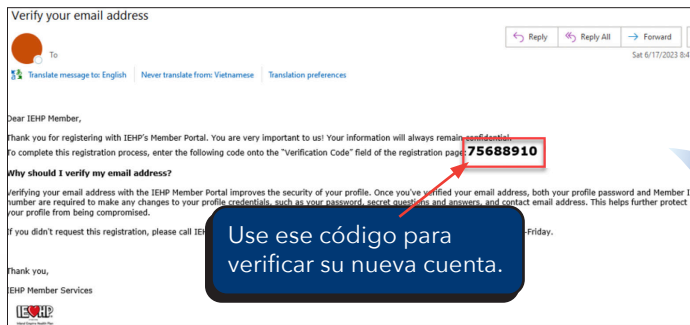 Verify your email address
Reply Reply All Forward
To
Sat 6/17/2023 8:4
Translate message to: English Never translate from: Vietnamese Translation preferences
Dear IEHP Member,
Thank you for registering with IEHP's Member Portal. You are very important to us! Your information will always remain confidential.
To complete this registration process, enter the following code onto the "Verification Code" field of the registration page: 75688910
Why should I verify my email address?
Verifying your email address with the IEHP Member Portal improves the security of your profile. Once you've verified your email address, both your profile password and Member I
number are required to make any changes to your profile credentials, such as your password, secret questions and answers, and contact email address. This helps further protect
your profile from being compromised.
If you didn't request this registration, please call IEH -Friday.
Use ese código para
verificar su nueva cuenta.
Thank you,
IEHP Member Services
IEHP
Inland Empire Health Plan